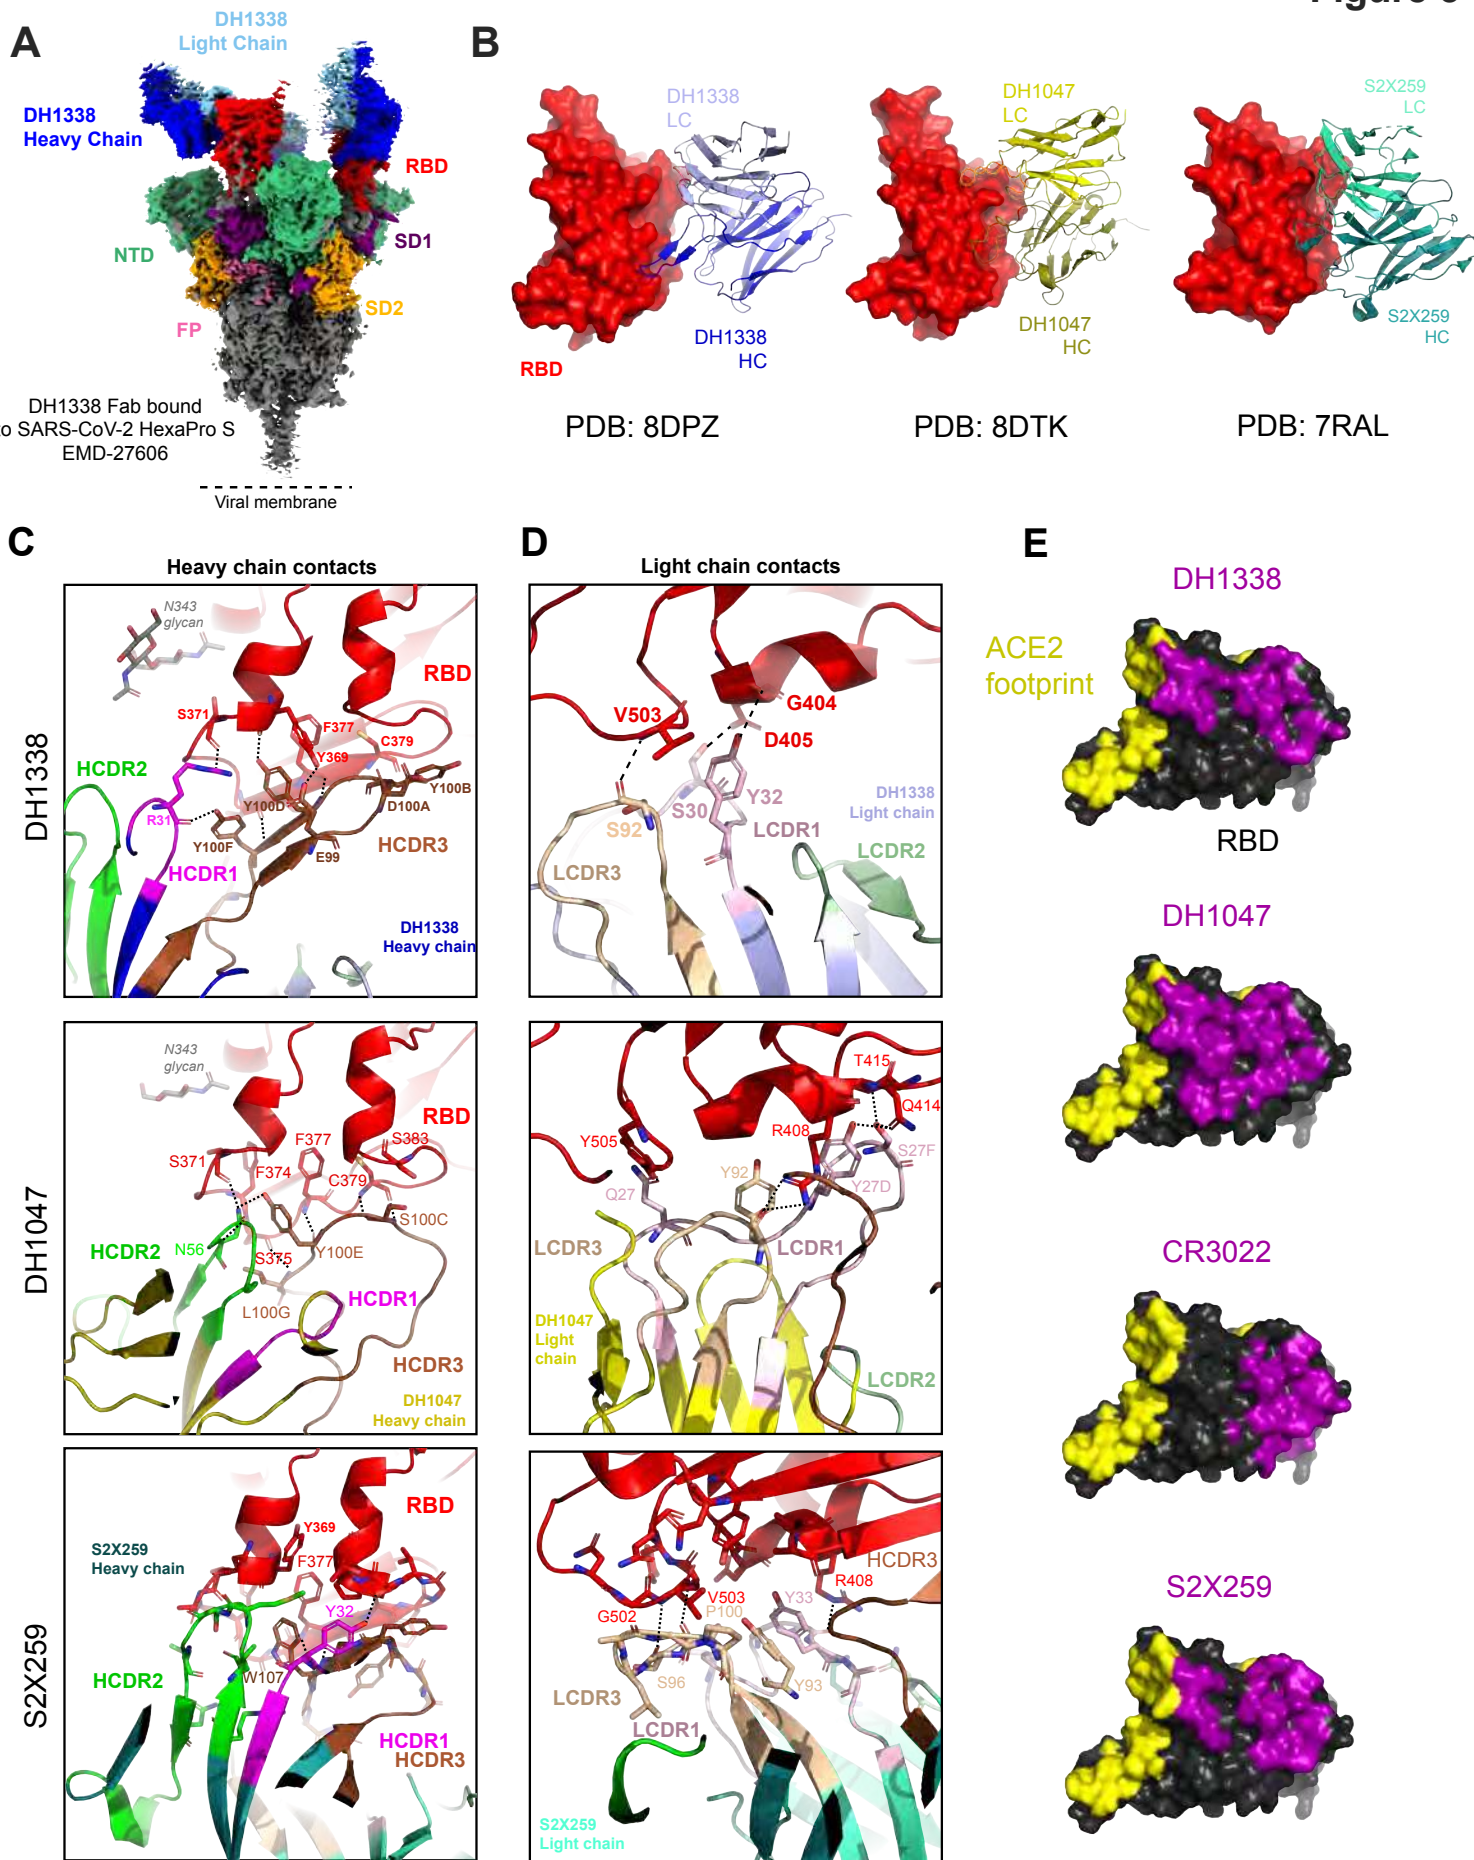 A
DH1338
Light Chain
DH1338
Heavy Chain
RBD
NTD
SD1
SD2
FP
DH1338 Fab bound
to SARS-CoV-2 HexaPro S
EMD-27606
Viral membrane
B
DH1338
LC
DH1338
HC
RBD
PDB: 8DPZ
DH1047
LC
DH1047
HC
PDB: 8DTK
S2X259
LC
S2X259
HC
PDB: 7RAL
C
Heavy chain contacts
DH1338
N343
glycan
RBD
S371
F377
C379
Y369
HCDR2
Y100B
D100A
Y100D
R31
Y100F
E99
HCDR3
HCDR1
DH1338
Heavy chain
DH1047
N343
glycan
RBD
F377
S383
S371
F374
C379
S100C
HCDR2
N56
Y100E
S375
L100G
HCDR1
HCDR3
DH1047
Heavy chain
S2X259
RBD
Y369
S2X259
Heavy chain
F377
Y32
HCDR2
W107
HCDR1
HCDR3
D
Light chain contacts
V503
G404
D405
S30
Y32
S92
LCDR1
DH1338
Light chain
LCDR2
LCDR3
T415
Q414
R408
Y505
S27F
Y92
Y27D
Q27
LCDR3
LCDR1
DH1047
Light
chain
LCDR2
HCDR3
R408
V503
Y33
G502
P100
S96
Y93
LCDR3
LCDR1
S2X259
Light chain
E
DH1338
ACE2
footprint
RBD
DH1047
CR3022
S2X259